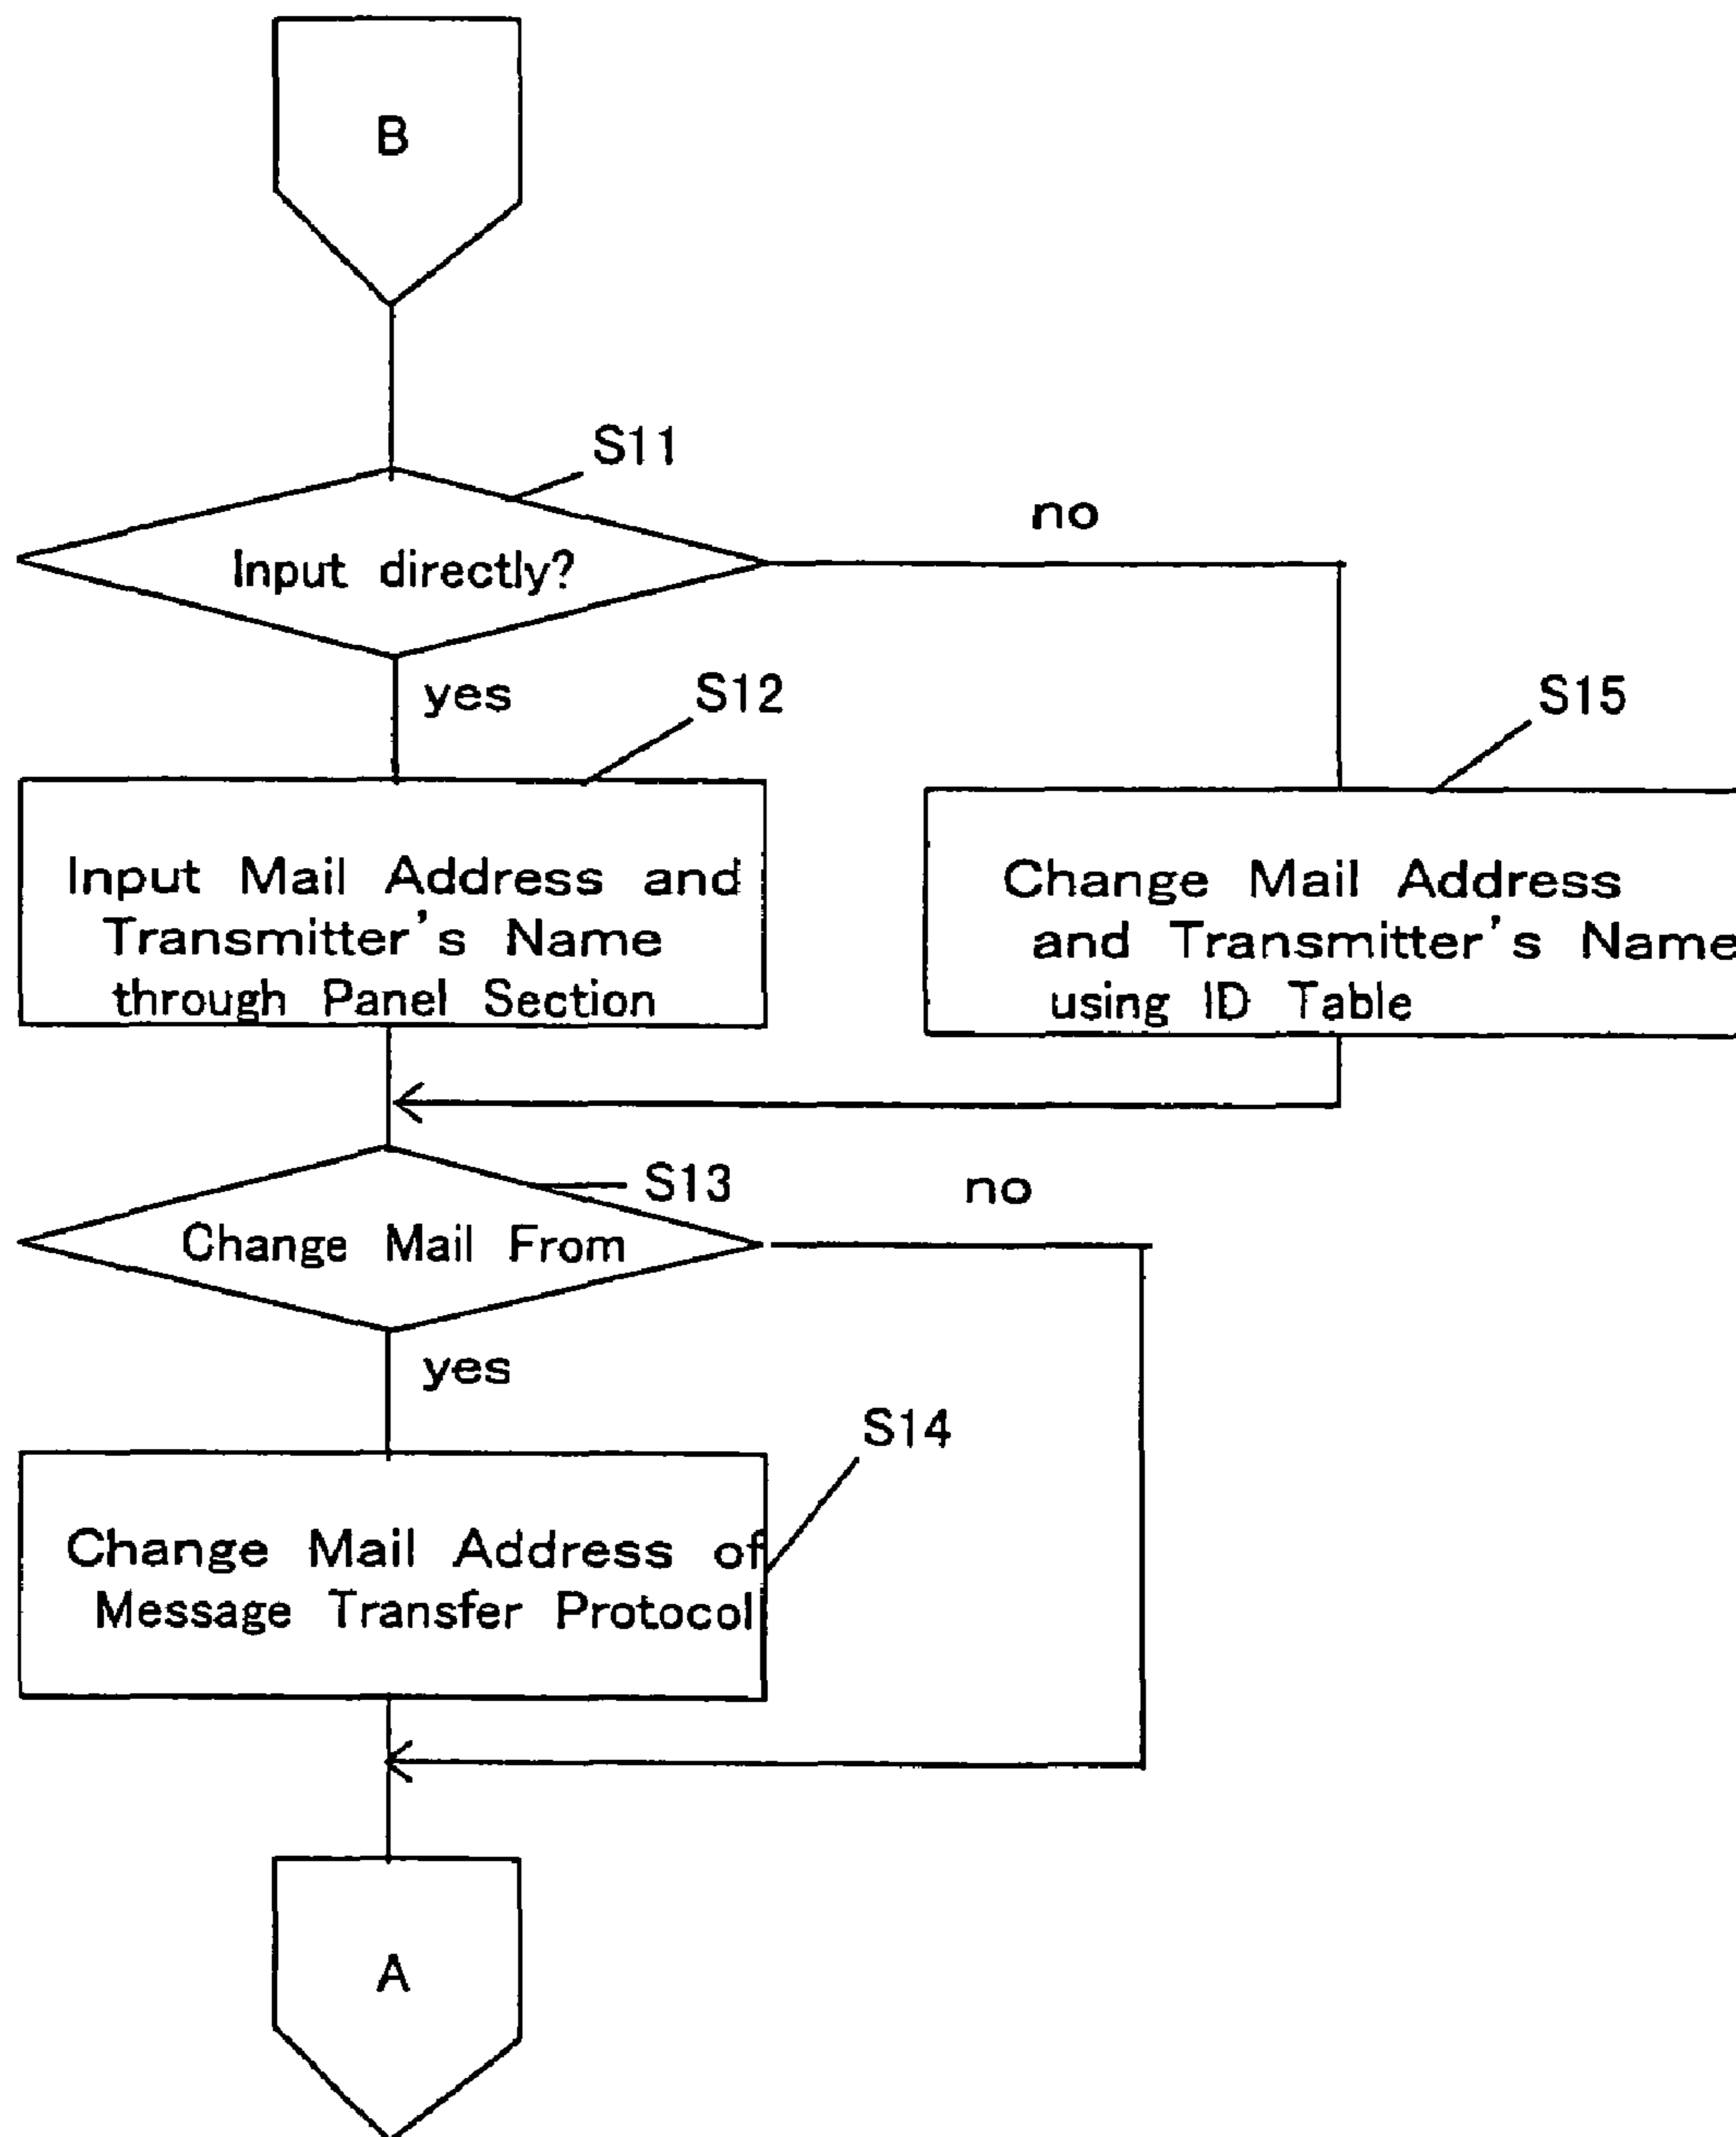 B
S11
Input directly?
no
yes
S12
S15
Input Mail Address and
Transmitter's Name
through Panel Section
Change Mail Address
and Transmitter's Name
using ID Table
S13
no
Change Mail From
yes
S14
Change Mail Address of
Message Transfer Protocol
A